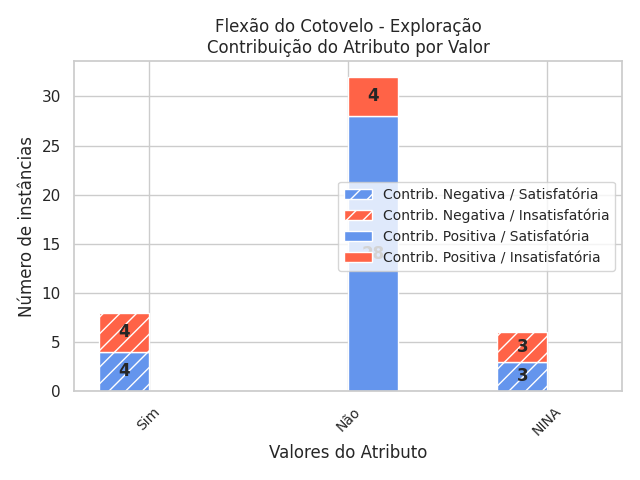 Flexão do Cotovelo - Exploração
Contribuição do Atributo por Valor
Número de instâncias
30
25
20
15
10
5
0
4
4
4
28
3
3
Contrib. Negativa / Satisfatória
Contrib. Negativa / Insatisfatória
Contrib. Positiva / Satisfatória
Contrib. Positiva / Insatisfatória
Sim
Não
NINA
Valores do Atributo